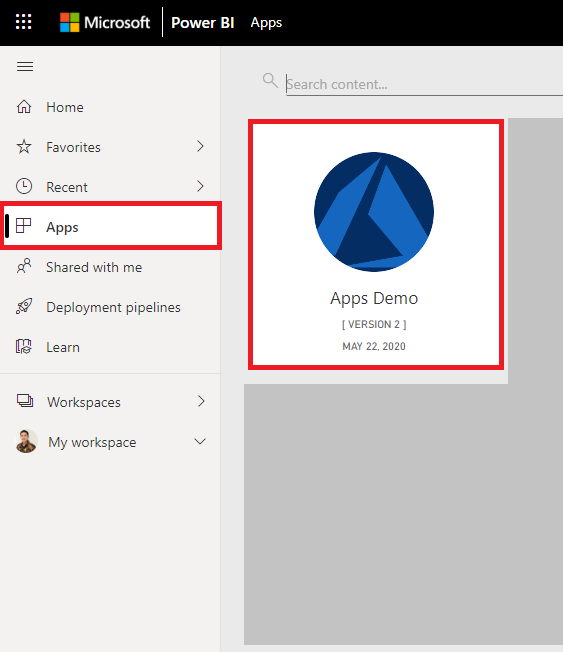 Microsoft Power BI Apps
Search content...
Home
Favorites
Recent
Apps
Shared with me
Deployment pipelines
Learn
Workspaces
My workspace
Apps Demo
[ VERSION 2 ]
MAY 22, 2020